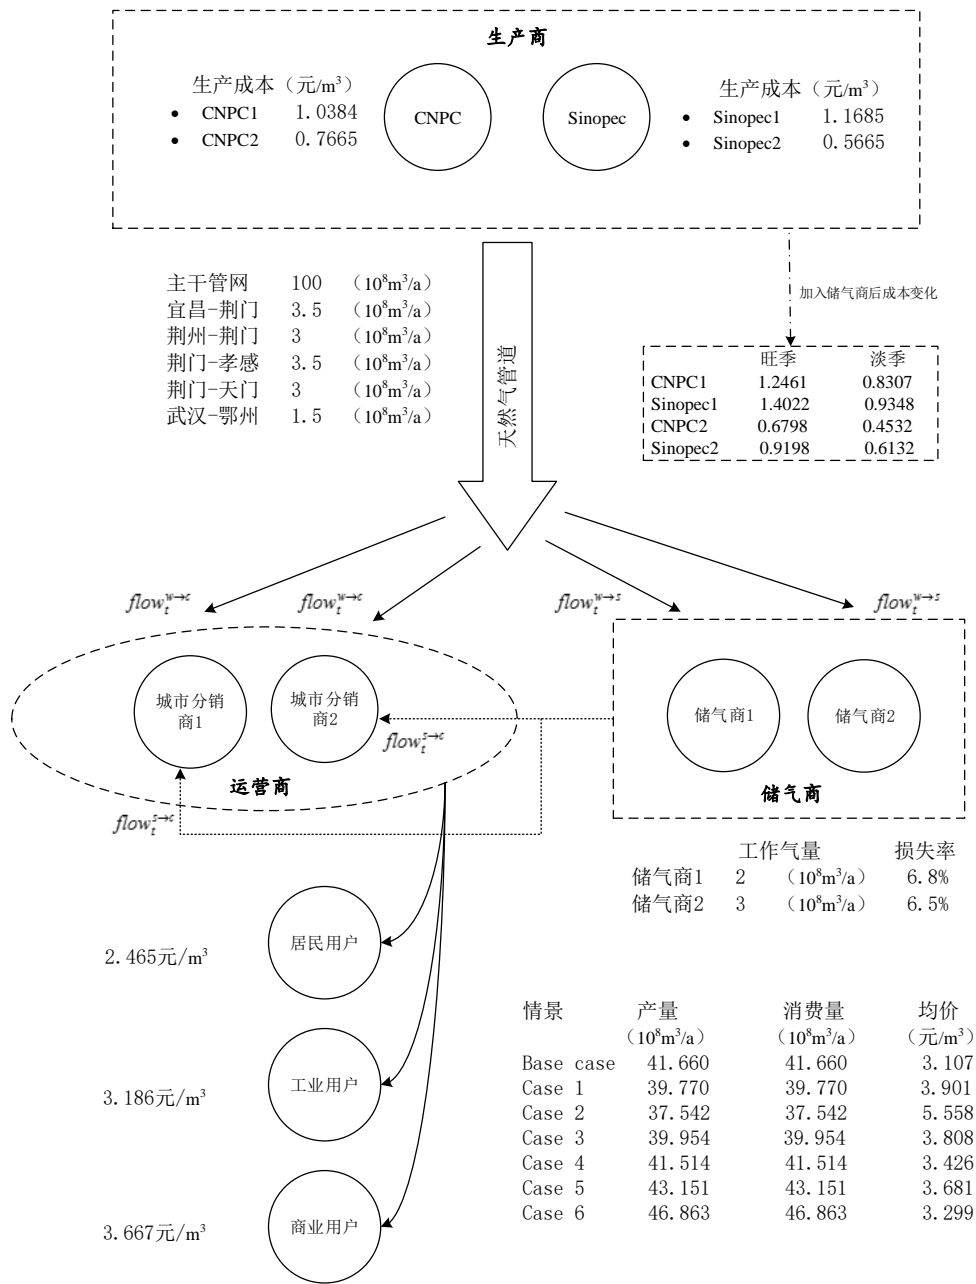 生产商
生产成本（元/m³）
• CNPC1 1.0384
• CNPC2 0.7665
CNPC
Sinopec
生产成本（元/m³）
• Sinopec1 1.1685
• Sinopec2 0.5665
主干管网 100 （10⁸m³/a）
宜昌-荆门 3.5 （10⁸m³/a）
荆州-荆门 3 （10⁸m³/a）
荆门-孝感 3.5 （10⁸m³/a）
荆门-天门 3 （10⁸m³/a）
武汉-鄂州 1.5 （10⁸m³/a）
天然气管道
加入储气商后成本变化
旺季 淡季
CNPC1 1.2461 0.8307
Sinopec1 1.4022 0.9348
CNPC2 0.6798 0.4532
Sinopec2 0.9198 0.6132
flowₜʷ→ᶜ
flowₜʷ→ᶜ
flowₜʷ→ˢ
flowₜʷ→ˢ
城市分销
商1
城市分销
商2
flowₜˢ→ᶜ
运营商
flowₜˢ→ᶜ
储气商1
储气商2
储气商
工作气量 损失率
储气商1 2 （10⁸m³/a） 6.8%
储气商2 3 （10⁸m³/a） 6.5%
居民用户
2.465元/m³
工业用户
3.186元/m³
商业用户
3.667元/m³
情景 产量 消费量 均价
（10⁸m³/a） （10⁸m³/a） （元/m³）
Base case 41.660 41.660 3.107
Case 1 39.770 39.770 3.901
Case 2 37.542 37.542 5.558
Case 3 39.954 39.954 3.808
Case 4 41.514 41.514 3.426
Case 5 43.151 43.151 3.681
Case 6 46.863 46.863 3.299